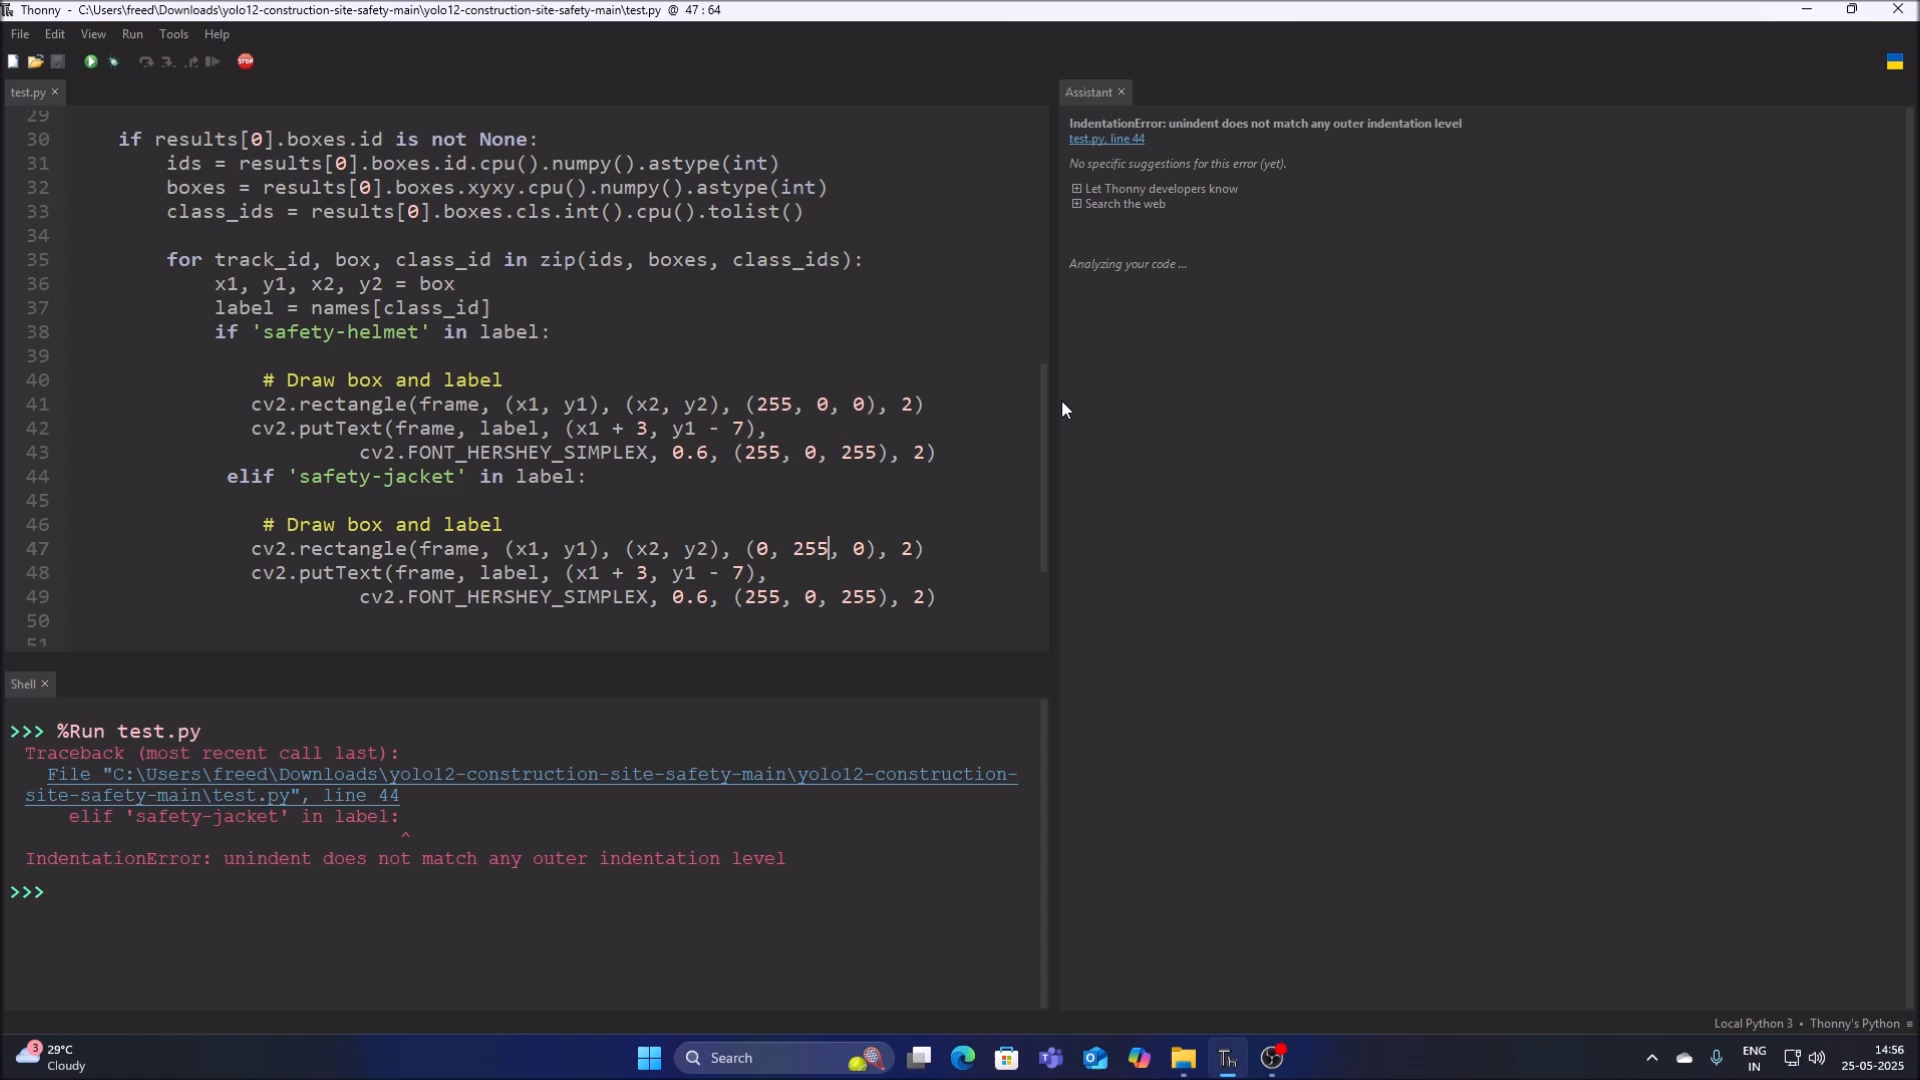 Thonny - C:\Users\freed\Downloads\yolo12-construction-site-safety-main\yolo12-construction-site-safety-main\test.py @ 47 : 64
File Edit View Run Tools Help
STOP
test.py ×
29
30 if results[0].boxes.id is not None:
31 ids = results[0].boxes.id.cpu().numpy().astype(int)
32 boxes = results[0].boxes.xyxy.cpu().numpy().astype(int)
33 class_ids = results[0].boxes.cls.int().cpu().tolist()
34
35 for track_id, box, class_id in zip(ids, boxes, class_ids):
36 x1, y1, x2, y2 = box
37 label = names[class_id]
38 if 'safety-helmet' in label:
39
40 # Draw box and label
41 cv2.rectangle(frame, (x1, y1), (x2, y2), (255, 0, 0), 2)
42 cv2.putText(frame, label, (x1 + 3, y1 - 7),
43 cv2.FONT_HERSHEY_SIMPLEX, 0.6, (255, 0, 255), 2)
44 elif 'safety-jacket' in label:
45
46 # Draw box and label
47 cv2.rectangle(frame, (x1, y1), (x2, y2), (0, 255, 0), 2)
48 cv2.putText(frame, label, (x1 + 3, y1 - 7),
49 cv2.FONT_HERSHEY_SIMPLEX, 0.6, (255, 0, 255), 2)
50
51
Assistant ×
IndentationError: unindent does not match any outer indentation level
test.py, line 44
No specific suggestions for this error (yet).
Let Thonny developers know
Search the web
Analyzing your code ...
Shell ×
>>> %Run test.py
Traceback (most recent call last):
File "C:\Users\freed\Downloads\yolo12-construction-site-safety-main\yolo12-construction-
site-safety-main\test.py", line 44
elif 'safety-jacket' in label:
^
IndentationError: unindent does not match any outer indentation level
>>>
Local Python 3 • Thonny's Python ≡
3
29°C
Cloudy
Search
Th
ENG
IN
14:56
25-05-2025